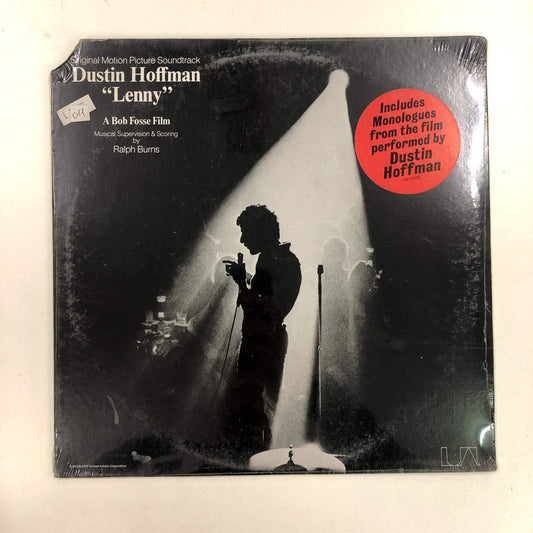 Original Motion Picture Soundtrack
Dustin Hoffman
"Lenny"
A Bob Fosse Film
Musical Supervision & Scoring
by
Ralph Burns
Includes
Monologues
from the film
performed by
Dustin
Hoffman
UA